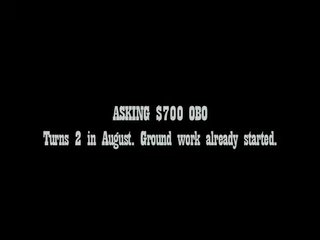 ASKING $700 OBO
Turns 2 in August. Ground work already started.